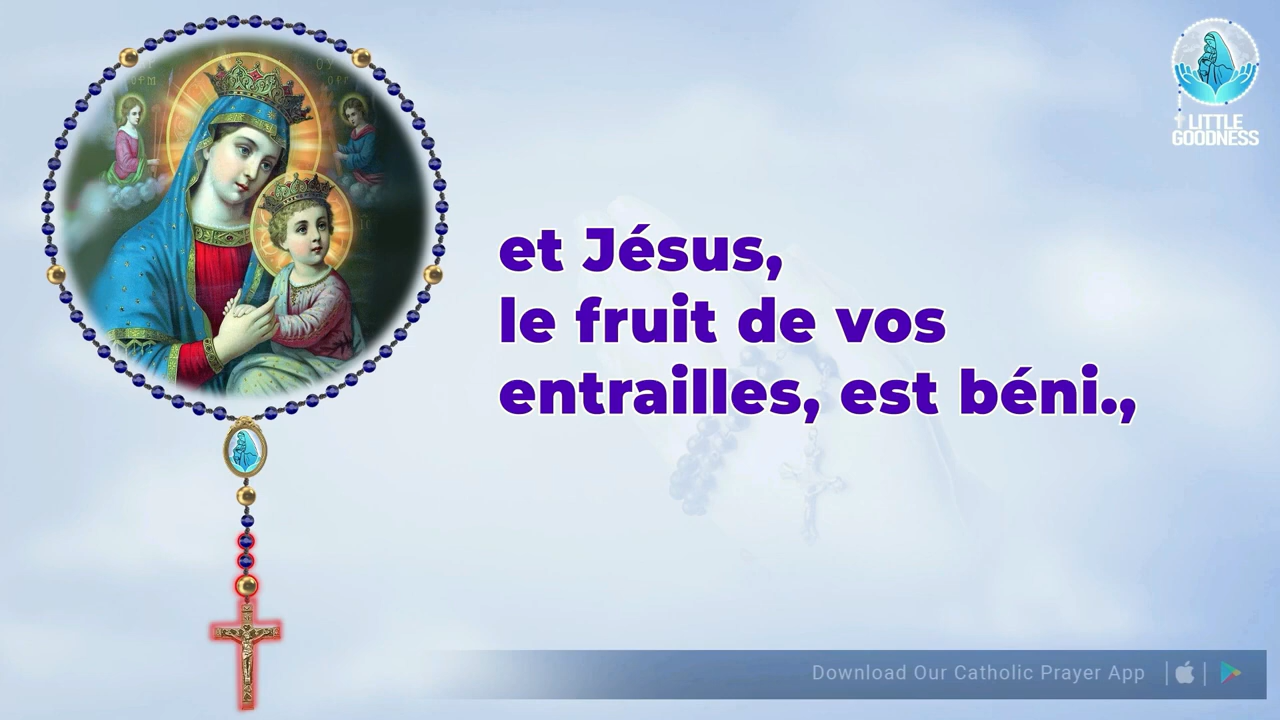 LITTLE
GOODNESS
et Jésus,
le fruit de vos
entrailles, est béni.,
Download Our Catholic Prayer App